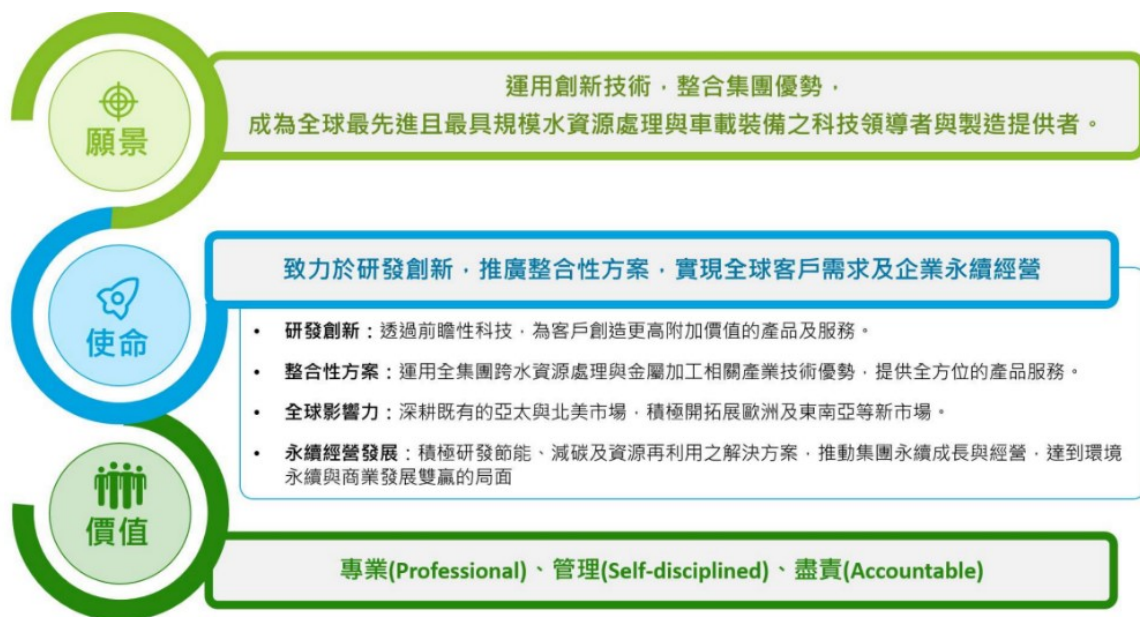 願景
運用創新技術，整合集團優勢，
成為全球最先進且最具規模水資源處理與車載裝備之科技領導者與製造提供者。
使命
致力於研發創新，推廣整合性方案，實現全球客戶需求及企業永續經營
• 研發創新：透過前瞻性科技，為客戶創造更高附加價值的產品及服務。
• 整合性方案：運用全集團跨水資源處理與金屬加工相關產業技術優勢，提供全方位的產品服務。
• 全球影響力：深耕既有的亞太與北美市場，積極開拓展歐洲及東南亞等新市場。
• 永續經營發展：積極研發節能、減碳及資源再利用之解決方案，推動集團永續成長與經營，達到環境
永續與商業發展雙贏的局面
價值
專業(Professional)、管理(Self-disciplined)、盡責(Accountable)